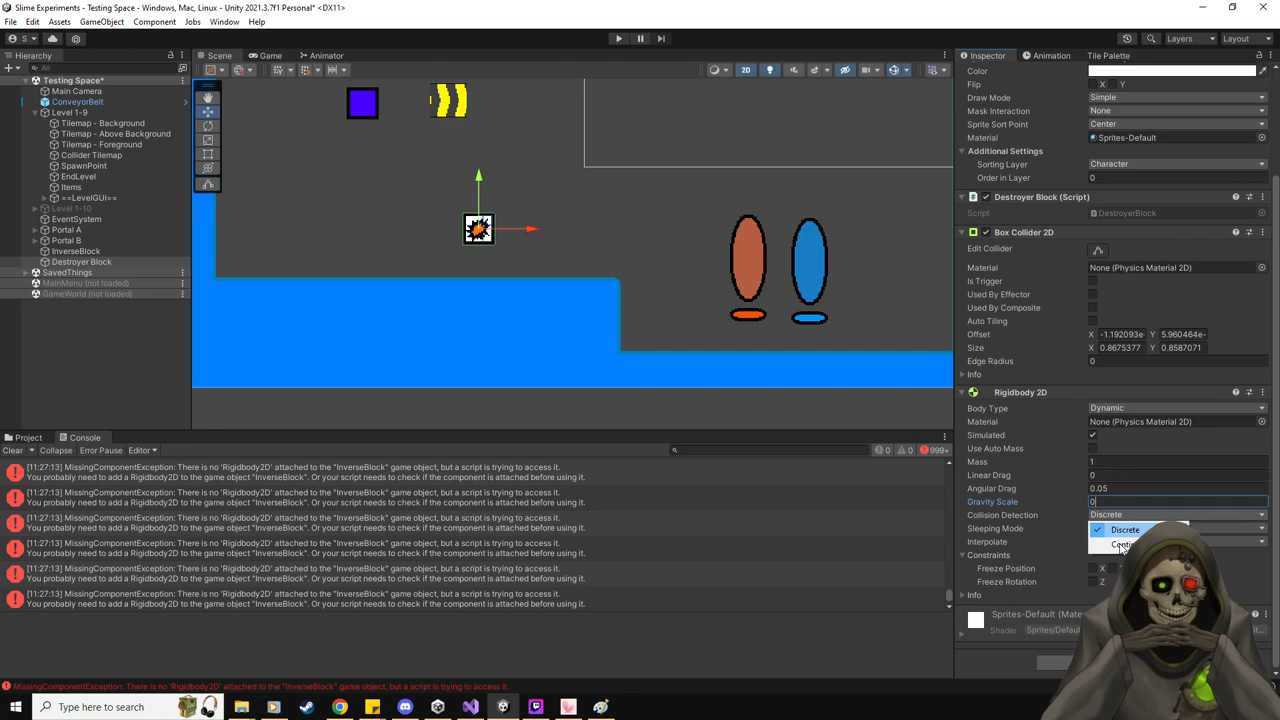 Slime Experiments - Testing Space - Windows, Mac, Linux - Unity 2021.3.7f1 Personal* <DX11>
File Edit Assets GameObject Component Jobs Window Help
S Layers Layout
Hierarchy Scene Game Animator Inspector Animation Tile Palette
All
2D
Testing Space*
Main Camera
ConveyorBelt
Level 1-9
Tilemap - Background
Tilemap - Above Background
Tilemap - Foreground
Collider Tilemap
SpawnPoint
EndLevel
Items
==LevelGUI==
Level 1-10
EventSystem
Portal A
Portal B
InverseBlock
Destroyer Block
SavedThings
MainMenu (not loaded)
GameWorld (not loaded)
Color
Flip X Y
Draw Mode Simple
Mask Interaction None
Sprite Sort Point Center
Material Sprites-Default
Additional Settings
Sorting Layer Character
Order in Layer 0
Destroyer Block (Script)
Script DestroyerBlock
Box Collider 2D
Edit Collider
Material None (Physics Material 2D)
Is Trigger
Used By Effector
Used By Composite
Auto Tiling
Offset X -1.192093e- Y 5.960464e-
Size X 0.8675377 Y 0.8587071
Edge Radius 0
Info
Rigidbody 2D
Body Type Dynamic
Material None (Physics Material 2D)
Simulated
Use Auto Mass
Mass 1
Linear Drag 0
Angular Drag 0.05
Gravity Scale 0
Collision Detection Discrete
Sleeping Mode Discrete
Interpolate
Constraints
Freeze Position X
Freeze Rotation Z
Info
Sprites-Default (Mate
Shader Sprites/Defaul
Project Console
Clear Collapse Error Pause Editor 0 0 999+
[11:27:13] MissingComponentException: There is no 'Rigidbody2D' attached to the "InverseBlock" game object, but a script is trying to access it.
You probably need to add a Rigidbody2D to the game object "InverseBlock". Or your script needs to check if the component is attached before using it.
[11:27:13] MissingComponentException: There is no 'Rigidbody2D' attached to the "InverseBlock" game object, but a script is trying to access it.
You probably need to add a Rigidbody2D to the game object "InverseBlock". Or your script needs to check if the component is attached before using it.
[11:27:13] MissingComponentException: There is no 'Rigidbody2D' attached to the "InverseBlock" game object, but a script is trying to access it.
You probably need to add a Rigidbody2D to the game object "InverseBlock". Or your script needs to check if the component is attached before using it.
[11:27:13] MissingComponentException: There is no 'Rigidbody2D' attached to the "InverseBlock" game object, but a script is trying to access it.
You probably need to add a Rigidbody2D to the game object "InverseBlock". Or your script needs to check if the component is attached before using it.
[11:27:13] MissingComponentException: There is no 'Rigidbody2D' attached to the "InverseBlock" game object, but a script is trying to access it.
You probably need to add a Rigidbody2D to the game object "InverseBlock". Or your script needs to check if the component is attached before using it.
[11:27:13] MissingComponentException: There is no 'Rigidbody2D' attached to the "InverseBlock" game object, but a script is trying to access it.
You probably need to add a Rigidbody2D to the game object "InverseBlock". Or your script needs to check if the component is attached before using it.
MissingComponentException: There is no 'Rigidbody2D' attached to the "InverseBlock" game object, but a script is trying to access it.
Type here to search